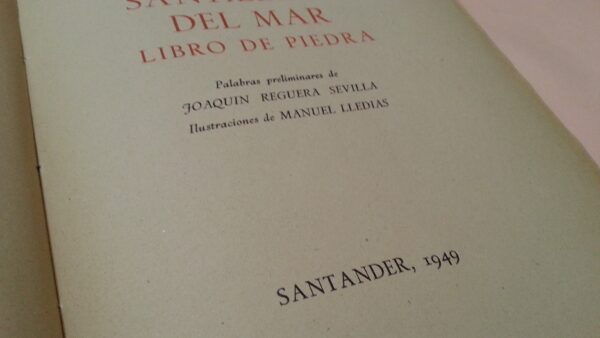 DEL MAR
LIBRO DE PIEDRA
Palabras preliminares de
JOAQUIN REGUERA SEVILLA
Ilustraciones de MANUEL LLEDIAS
SANTANDER, 1949